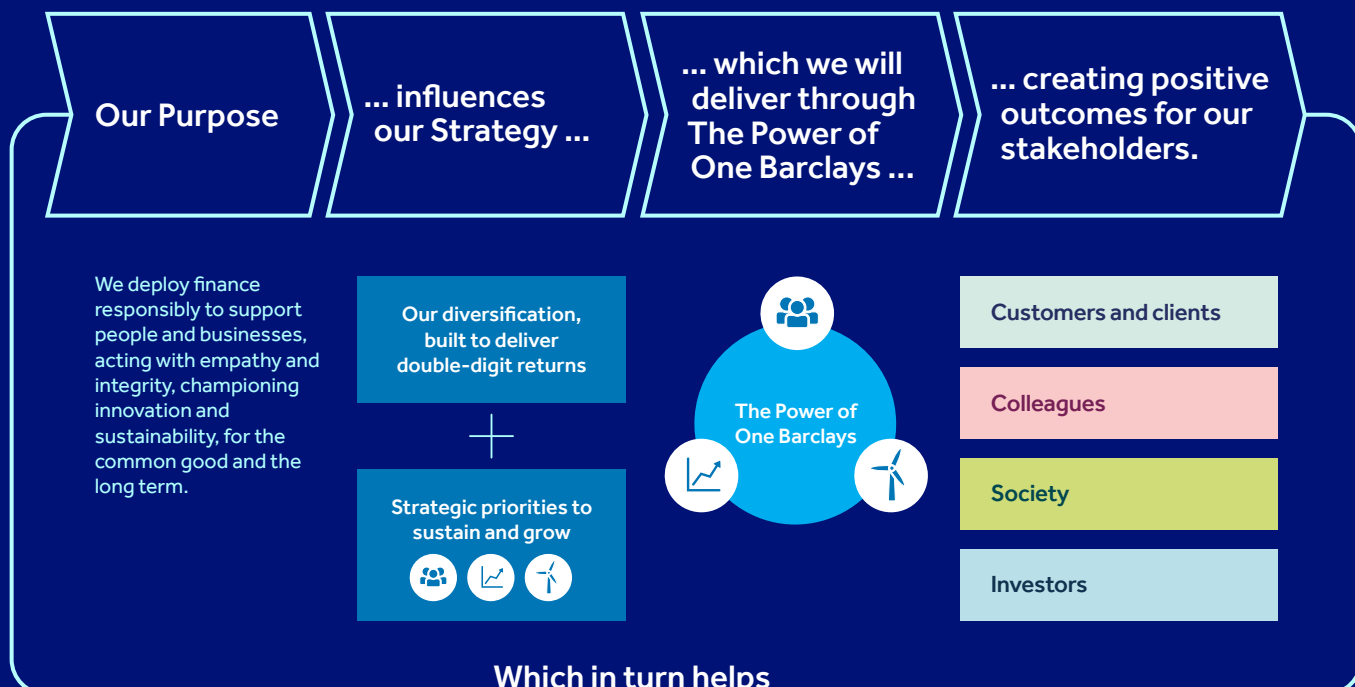 Our Purpose
... influences
our Strategy ...
... which we will
deliver through
The Power of
One Barclays ...
... creating positive
outcomes for our
stakeholders.
We deploy finance
responsibly to support
people and businesses,
acting with empathy and
integrity, championing
innovation and
sustainability, for the
common good and the
long term.
Our diversification,
built to deliver
double-digit returns
Strategic priorities to
sustain and grow
The Power of
One Barclays
Customers and clients
Colleagues
Society
Investors
Which in turn helps